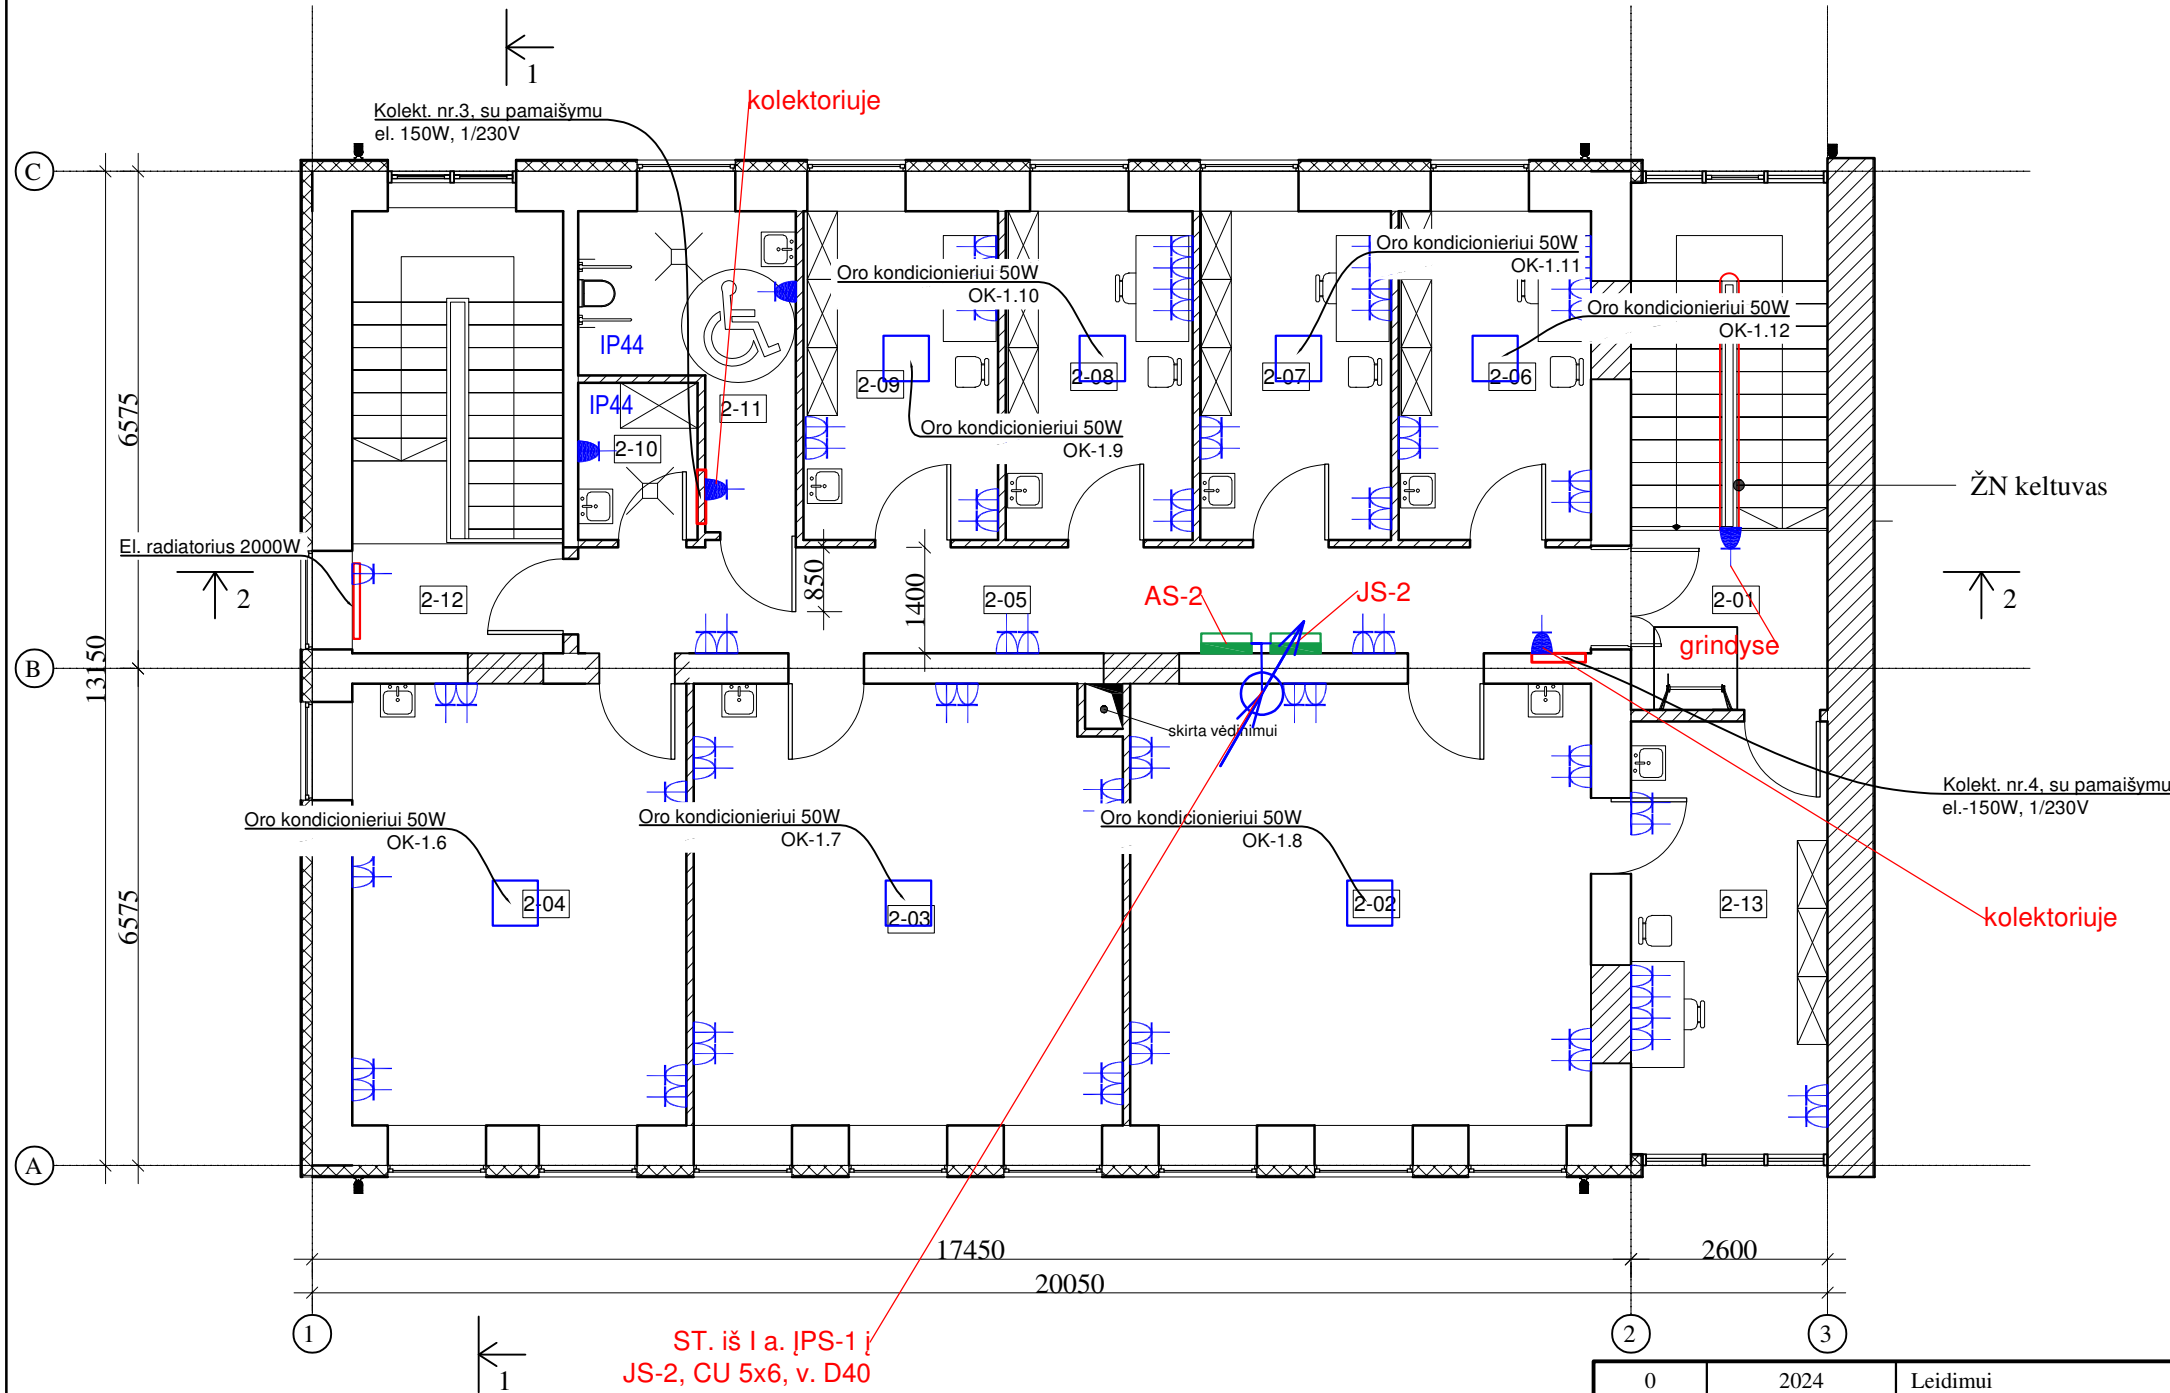 1
Kolekt. nr.3, su pamaišymu
el. 150W, 1/230V
kolektoriuje
C
Oro kondicionieriui 50W
OK-1.10
Oro kondicionieriui 50W
OK-1.11
Oro kondicionieriui 50W
OK-1.12
IP44
IP44
2-09
2-08
2-07
2-06
2-11
2-10
Oro kondicionieriui 50W
OK-1.9
6575
ŽN keltuvas
El. radiatorius 2000W
2
2-12
850
1400
2-05
AS-2
JS-2
2-01
2
grindyse
13150
B
skirta vėdinimui
Kolekt. nr.4, su pamaišymu
el.-150W, 1/230V
Oro kondicionieriui 50W
OK-1.6
Oro kondicionieriui 50W
OK-1.7
Oro kondicionieriui 50W
OK-1.8
2-04
2-03
2-02
2-13
kolektoriuje
6575
A
17450
2600
20050
1
2
3
ST. iš I a. ĮPS-1 į
JS-2, CU 5x6, v. D40
1
0
2024
Leidimui